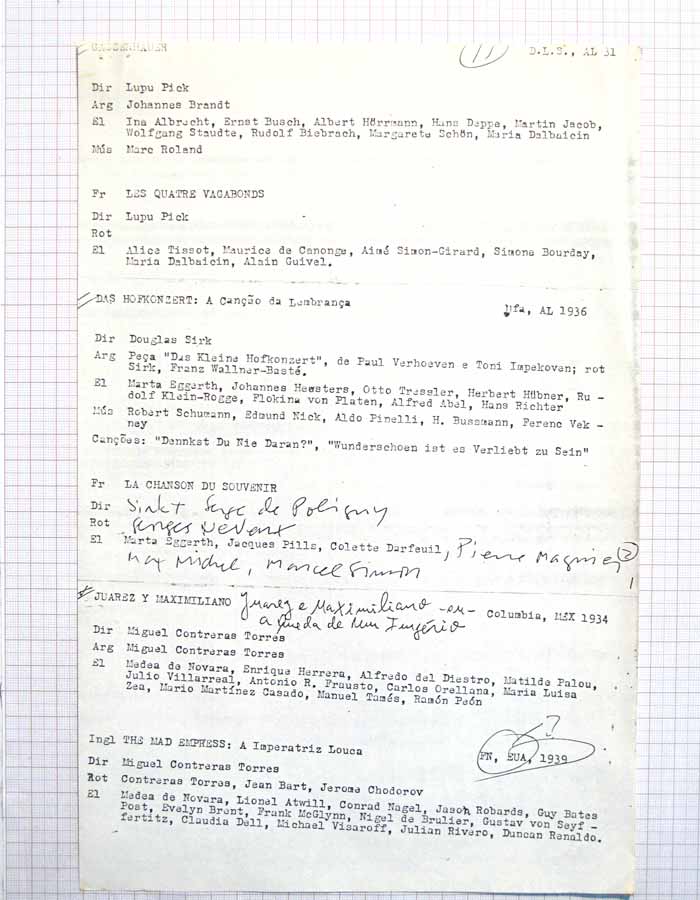 GASSENHAUER 11 D.L.S., AL 31
Dir Lupu Pick
Arg Johannes Brandt
El Ina Albrecht, Ernst Busch, Albert Hörrmann, Hans Deppe, Martin Jacob,
Wolfgang Staudte, Rudolf Biebrach, Margarete Schön, Maria Dalbaicin
Mús Marc Roland
Fr LES QUATRE VAGABONDS
Dir Lupu Pick
Rot
El Alice Tissot, Maurice de Canonge, Aimé Simon-Girard, Simone Bourday,
Maria Dalbaicin, Alain Guivel.
DAS HOFKONZERT: A Canção da Lembrança Ufa, AL 1936
Dir Douglas Sirk
Arg Peça "Das Kleine Hofkonzert", de Paul Verhoeven e Toni Impekoven; rot
Sirk, Franz Wallner-Basté.
El Marta Eggerth, Johannes Heesters, Otto Tressler, Herbert Hübner, Ru -
dolf Klein-Rogge, Flokina von Platen, Alfred Abel, Hans Richter
Mús Robert Schumann, Edmund Nick, Aldo Pinelli, H. Bussmann, Ferenc Vek -
ney
Canções: "Dennkst Du Nie Daran?", "Wunderschoen ist es Verliebt zu Sein"
Fr LA CHANSON DU SOUVENIR
Dir Sirk + Serge de Poligny
Rot Georges Neveux
El Marta Eggerth, Jacques Pills, Colette Darfeuil, Pierre Magnier 2
Max Michel, Marcel Simon
JUAREZ Y MAXIMILIANO Juarez e Maximiliano -ou- Columbia, MEX 1934
a Queda de Um Império
Dir Miguel Contreras Torres
Arg Miguel Contreras Torres
El Medea de Novara, Enrique Herrera, Alfredo del Diestro, Matilde Palou,
Julio Villarreal, Antonio R. Frausto, Carlos Orellana, Maria Luisa
Zea, Mario Martínez Casado, Manuel Tamés, Ramón Peón
?
Ingl THE MAD EMPRESS: A Imperatriz Louca FN, EUA, 1939
Dir Miguel Contreras Torres
Rot Contreras Torres, Jean Bart, Jerome Chodorov
El Medea de Novara, Lionel Atwill, Conrad Nagel, Jason Robards, Guy Bates
Post, Evelyn Brent, Frank McGlynn, Nigel de Brulier, Gustav von Seyf -
fertitz, Claudia Dell, Michael Visaroff, Julian Rivero, Duncan Renaldo.